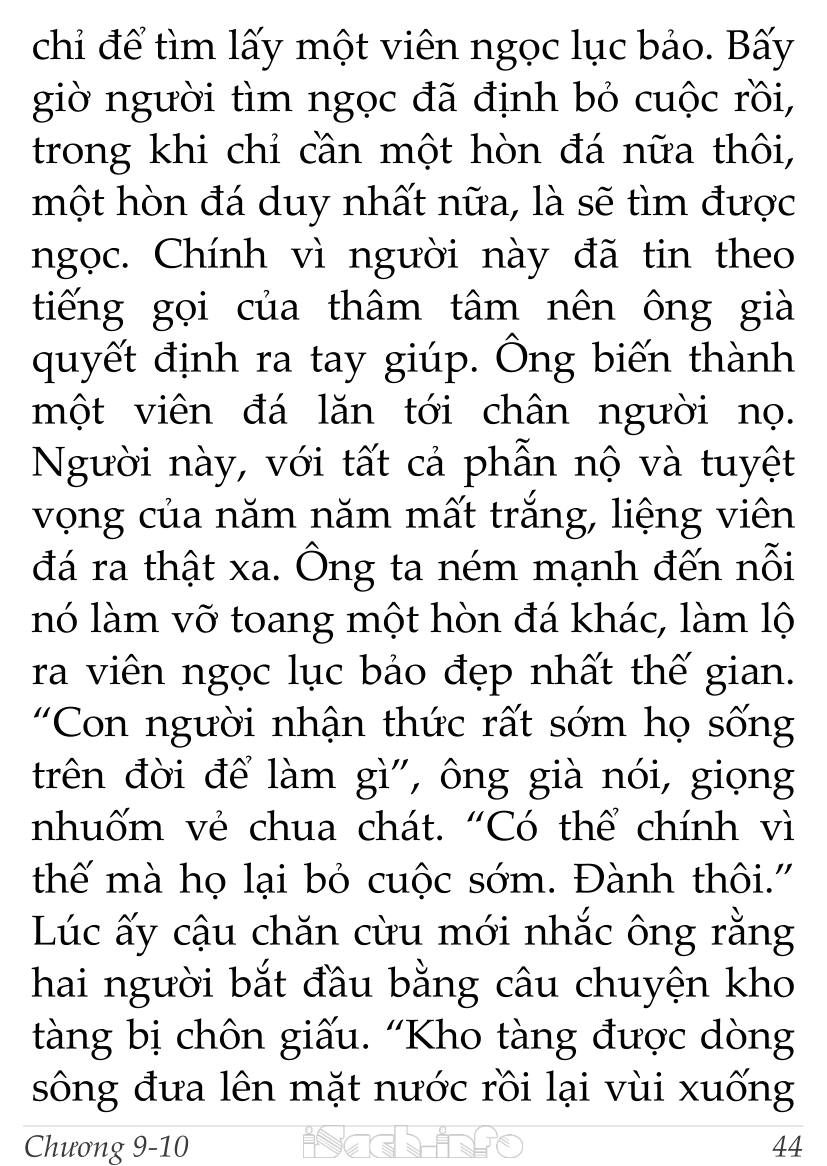 chỉ để tìm lấy một viên ngọc lục bảo. Bấy
giờ người tìm ngọc đã định bỏ cuộc rồi,
trong khi chỉ cần một hòn đá nữa thôi,
một hòn đá duy nhất nữa, là sẽ tìm được
ngọc. Chính vì người này đã tin theo
tiếng gọi của thâm tâm nên ông già
quyết định ra tay giúp. Ông biến thành
một viên đá lăn tới chân người nọ.
Người này, với tất cả phẫn nộ và tuyệt
vọng của năm năm mất trắng, liệng viên
đá ra thật xa. Ông ta ném mạnh đến nỗi
nó làm vỡ toang một hòn đá khác, làm lộ
ra viên ngọc lục bảo đẹp nhất thế gian.
“Con người nhận thức rất sớm họ sống
trên đời để làm gì”, ông già nói, giọng
nhuốm vẻ chua chát. “Có thể chính vì
thế mà họ lại bỏ cuộc sớm. Đành thôi.”
Lúc ấy cậu chăn cừu mới nhắc ông rằng
hai người bắt đầu bằng câu chuyện kho
tàng bị chôn giấu. “Kho tàng được dòng
sông đưa lên mặt nước rồi lại vùi xuống
Chương 9-10 iSach.info 44